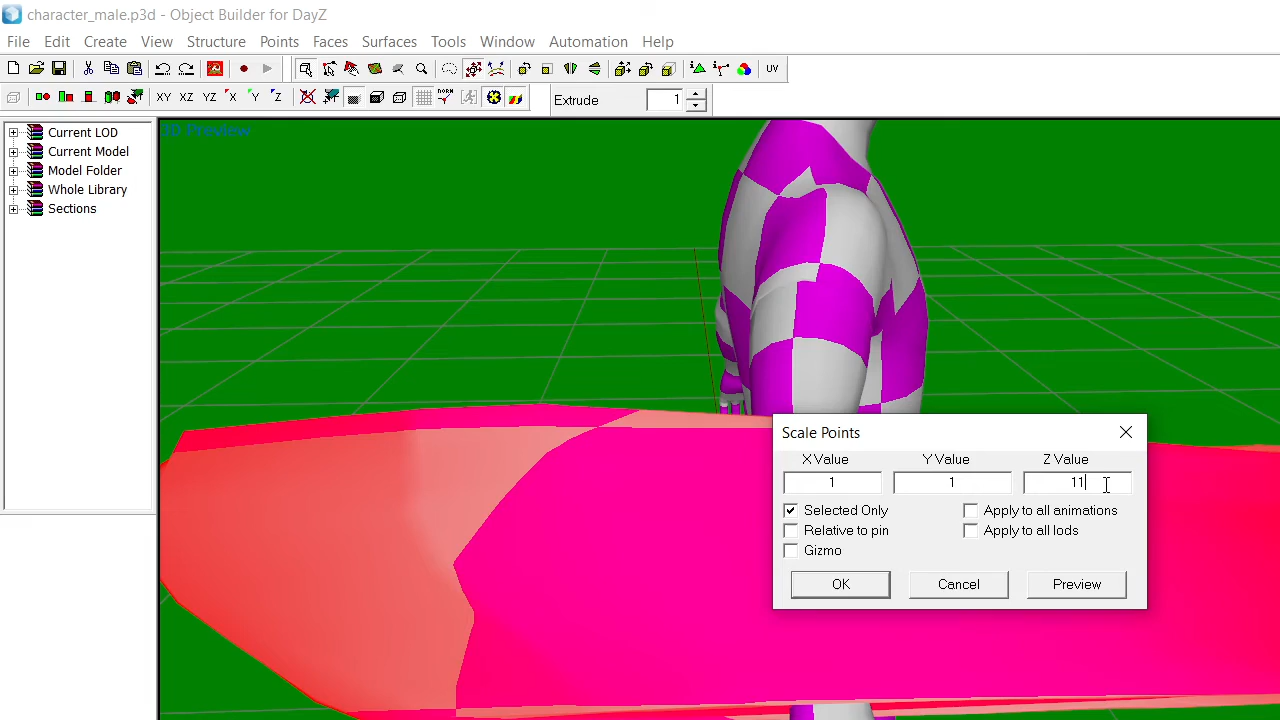 character_male.p3d - Object Builder for DayZ
File Edit Create View Structure Points Faces Surfaces Tools Window Automation Help
UV
XY XZ YZ X Y Z NORM Extrude 1
Current LOD
Current Model
Model Folder
Whole Library
Sections
3D Preview
Scale Points
X Value Y Value Z Value
1 1 11
Selected Only Apply to all animations
Relative to pin Apply to all lods
Gizmo
OK Cancel Preview